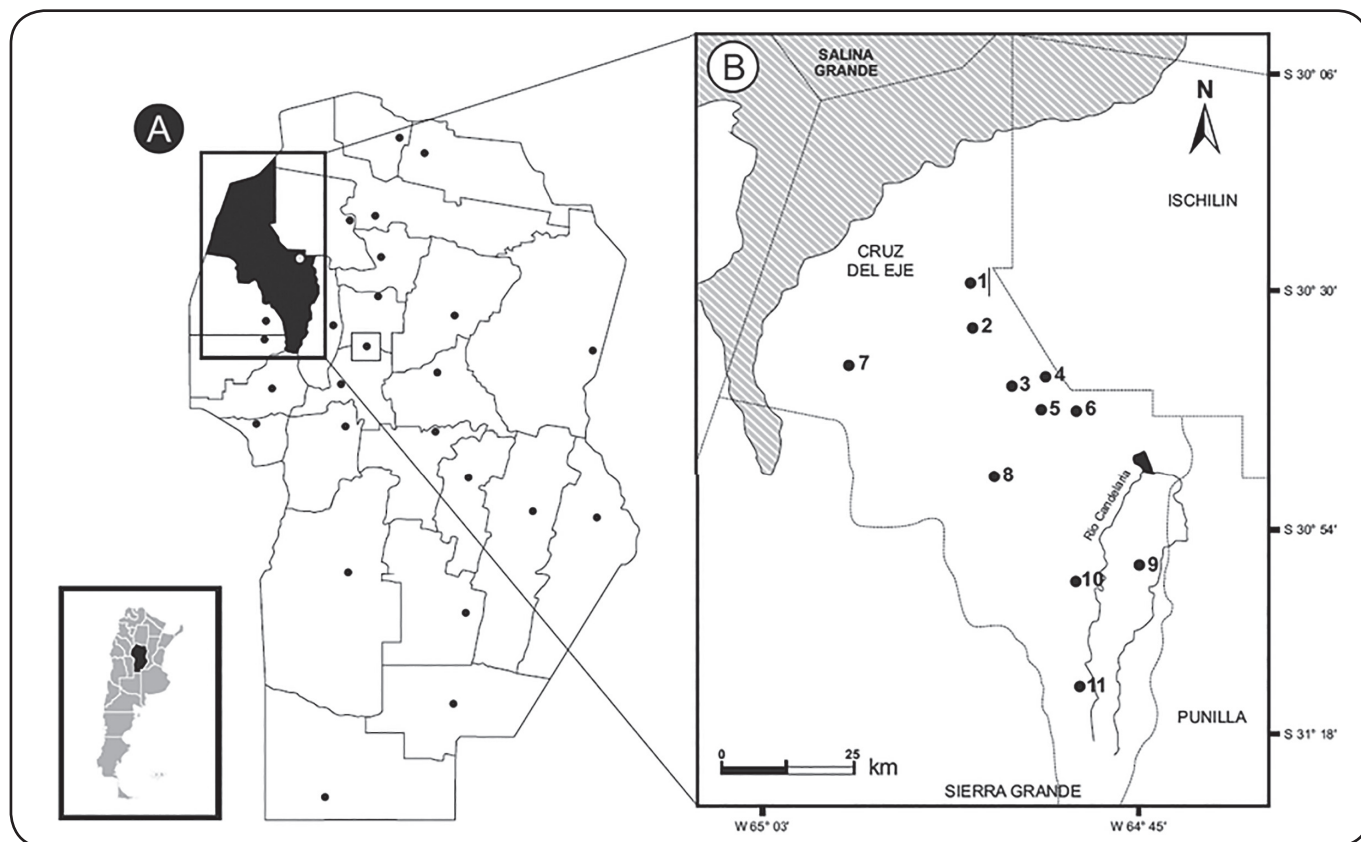 A
B
SALINA
GRANDE
N
S 30° 06'
ISCHILIN
CRUZ
DEL EJE
1
S 30° 30'
2
7
3
4
5
6
8
Río Candelaria
S 30° 54'
9
10
11
PUNILLA
S 31° 18'
0
25
km
SIERRA GRANDE
W 65° 03'
W 64° 45'